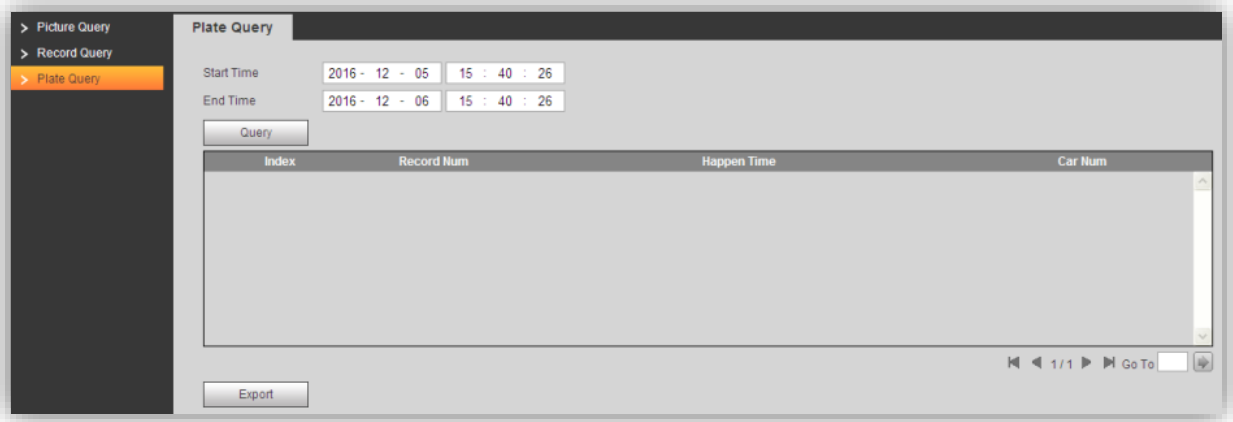 > Picture Query
> Record Query
> Plate Query
Plate Query
Start Time 2016 - 12 - 05 15 : 40 : 26
End Time 2016 - 12 - 06 15 : 40 : 26
Query
Index Record Num Happen Time Car Num
1 / 1 Go To
Export